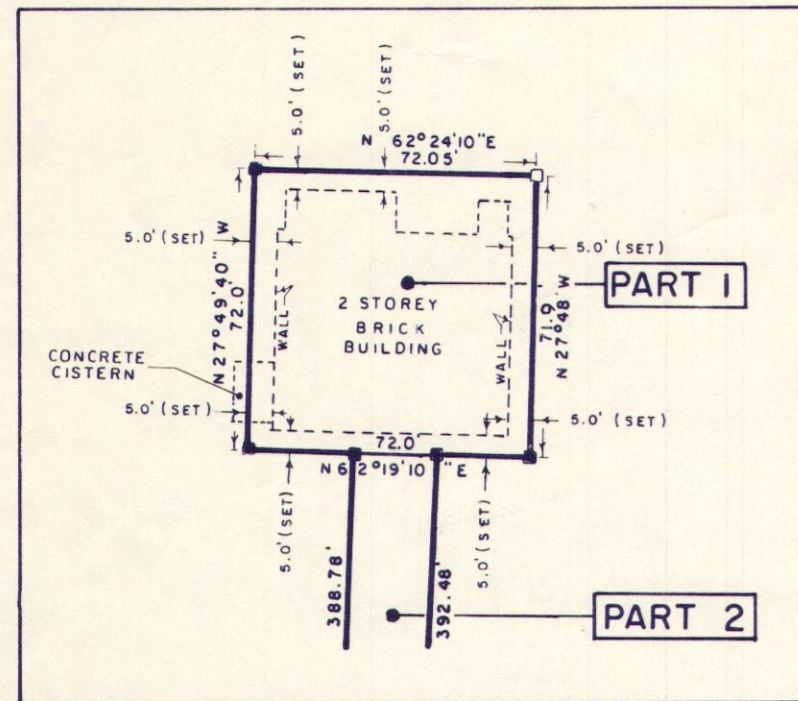 5.0' (SET)
5.0' (SET)
N 62° 24' 10" E
72.05'
5.0' (SET)
5.0' (SET)
N 27° 49' 40" W
72.0'
PART 1
2 STOREY
BRICK
BUILDING
WALL
WALL
71.9
N 27° 48' W
CONCRETE
CISTERN
5.0' (SET)
5.0' (SET)
72.0'
N 62° 19' 10" E
5.0' (SET)
5.0' (SET)
388.78'
392.48'
PART 2